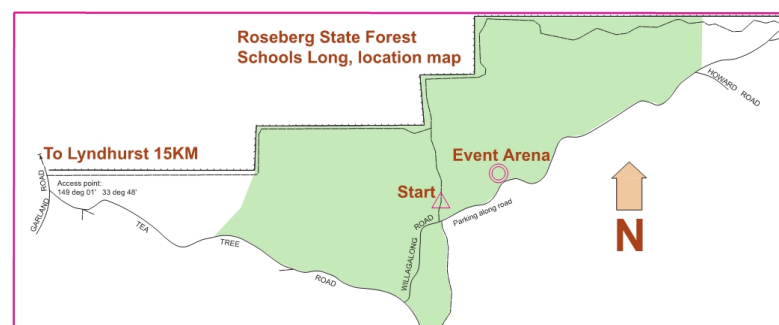 Roseberg State Forest
Schools Long, location map
HOWARD ROAD
To Lyndhurst 15KM
Event Arena
Access point:
149 deg 01' 33 deg 48'
GARLAND ROAD
Start
Parking along road
WILLAGALONG ROAD
TEA TREE ROAD
N